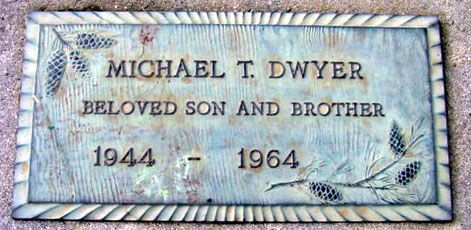 MICHAEL T. DWYER
BELOVED SON AND BROTHER
1944 - 1964